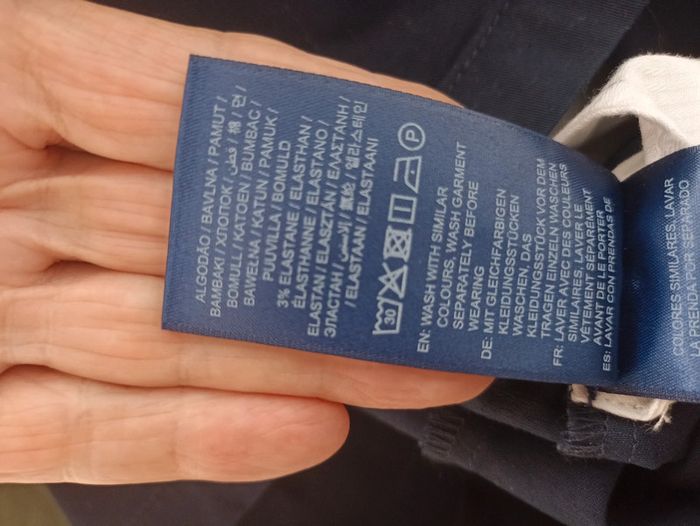 ALGODÃO / BAVLNA / PAMUT /
BAMBAKI / ХЛОПОК / قطن / 棉 / 면 /
BOMULL / KATOEN / BUMBAC /
BAWEŁNA / KATUN / PAMUK /
PUUVILLA / BOMULD
3% ELASTANE / ELASTHAN /
ÉLASTHANNE / ELASTANO /
ELASTAN / ELASZTÁN / ΕΛΑΣΤΑΝΗ /
ЭЛАСТАН / الاستين / 氨纶 / 엘라스테인
/ ELASTAN / ELASTAANI
30 P
EN: WASH WITH SIMILAR
COLOURS, WASH GARMENT
SEPARATELY BEFORE
WEARING
DE: MIT GLEICHFARBIGEN
KLEIDUNGSSTÜCKEN
WASCHEN, DAS
KLEIDUNGSSTÜCK VOR DEM
TRAGEN EINZELN WASCHEN
FR: LAVER AVEC DES COULEURS
SIMILAIRES, LAVER LE
VÊTEMENT SÉPARÉMENT
AVANT DE LE PORTER
ES: LAVAR CON PRENDAS DE
COLORES SIMILARES, LAVAR
LA PRENDA POR SEPARADO